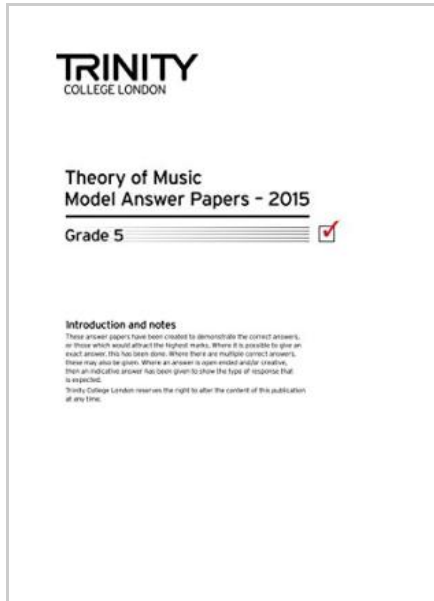 TRINITY
COLLEGE LONDON
Theory of Music
Model Answer Papers – 2015
Grade 5
Introduction and notes
These answer papers have been created to demonstrate the correct answers,
or those which would attract the highest marks. Where it is possible to give an
exact answer, this has been done. Where there are multiple correct answers,
these may also be given. Where an answer is open ended and/or creative,
then an indicative answer has been given to show the type of response that
is expected.
Trinity College London reserves the right to alter the content of this publication
at any time.